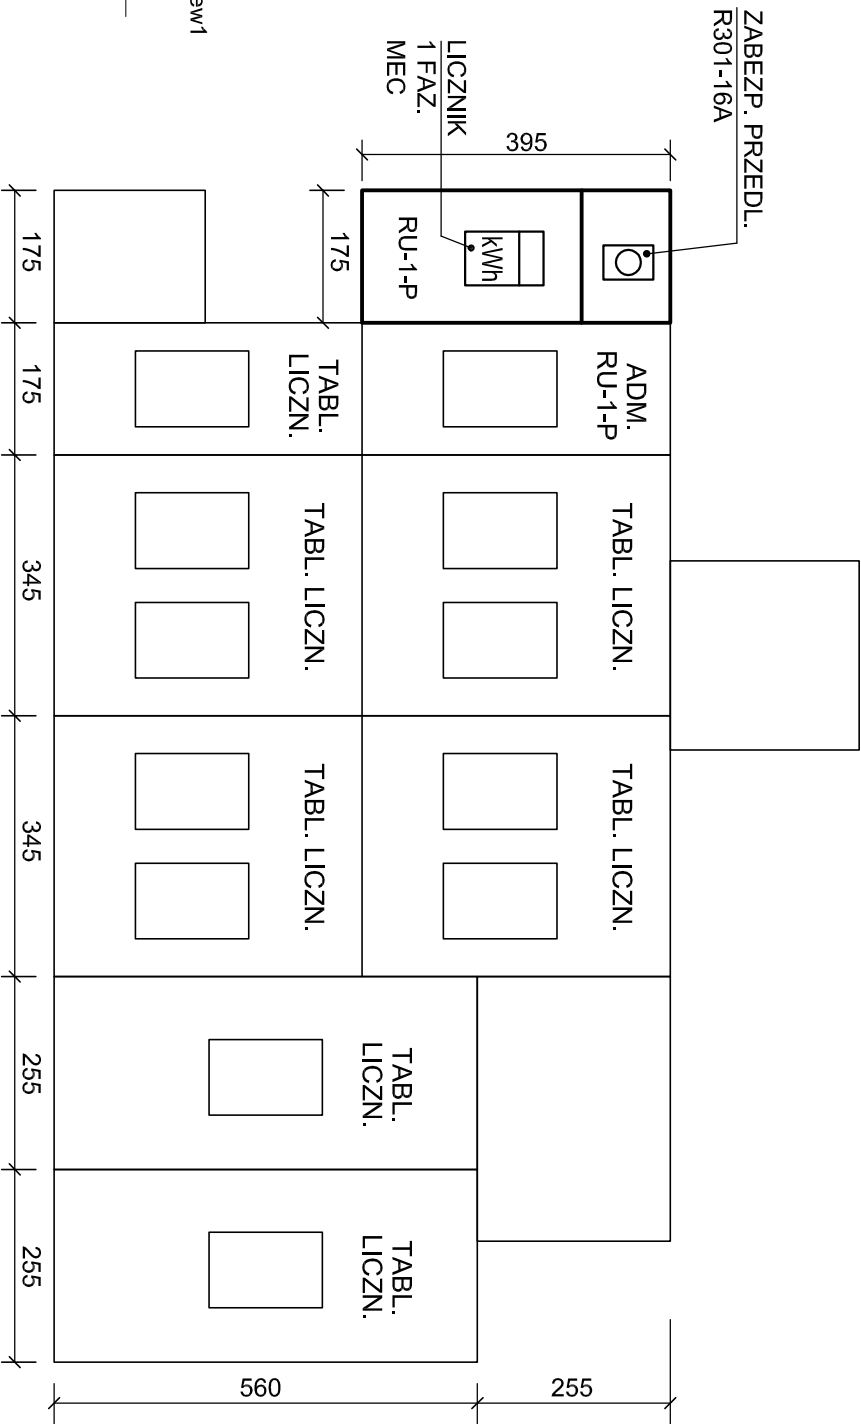 ZABEZP. PRZEDL.
R301-16A
LICZNIK
1 FAZ.
MEC
ew1
395
175
RU-1-P
kWh
ADM.
RU-1-P
TABL.
LICZN.
TABL. LICZN.
TABL. LICZN.
TABL. LICZN.
TABL. LICZN.
TABL.
LICZN.
TABL.
LICZN.
175
175
345
345
255
255
560
255